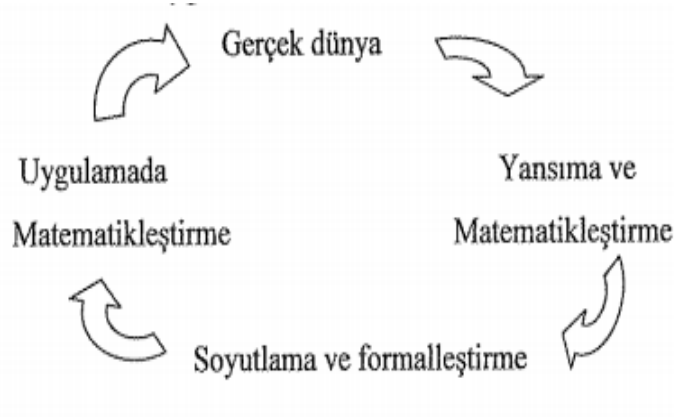 Gerçek dünya
Yansıma ve
Matematikleştirme
Soyutlama ve formalleştirme
Uygulamada
Matematikleştirme